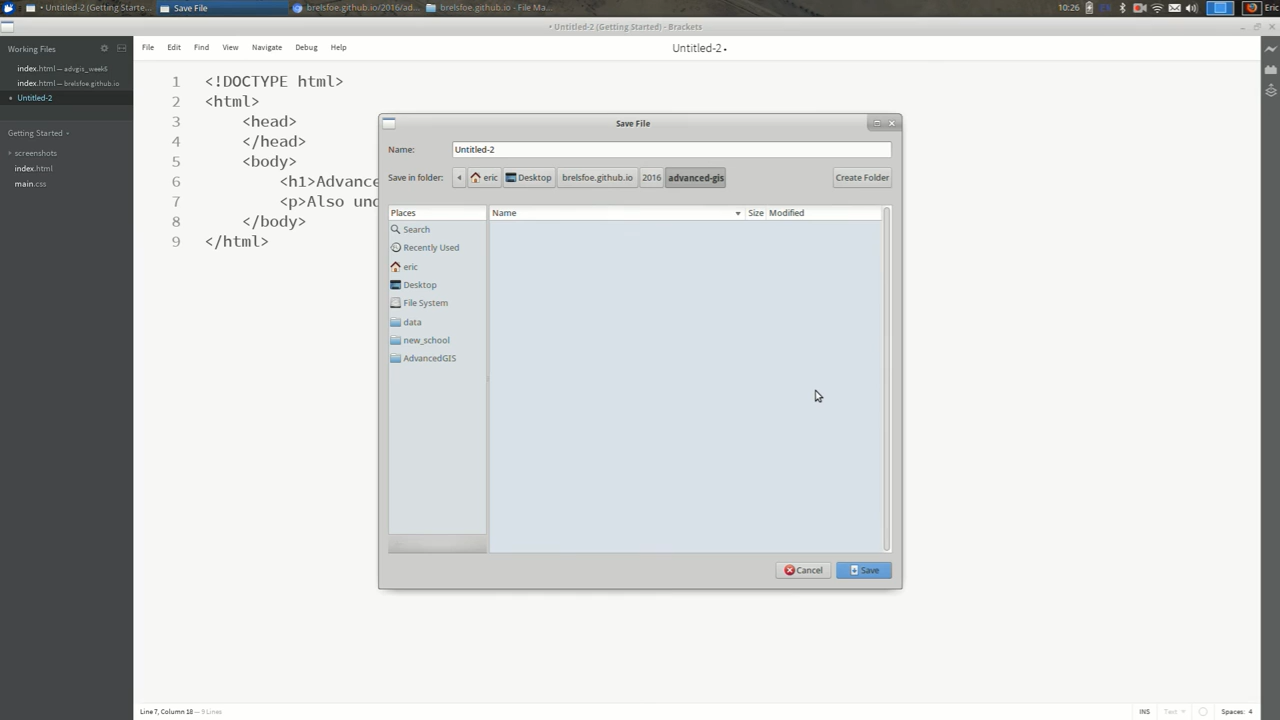 • Untitled-2 (Getting Starte...
Save File
brelsfoe.github.io/2016/ad...
brelsfoe.github.io - File Ma...
10:26
Eric
• Untitled-2 (Getting Started) - Brackets
Working Files
index.html — advgis_week6
index.html — brelsfoe.github.io
• Untitled-2
Getting Started
screenshots
index.html
main.css
File Edit Find View Navigate Debug Help
Untitled-2 •
1 <!DOCTYPE html>
2 <html>
3 <head>
4 </head>
5 <body>
6 <h1>Advance
7 <p>Also und
8 </body>
9 </html>
Save File
Name: Untitled-2
Save in folder: eric Desktop brelsfoe.github.io 2016 advanced-gis Create Folder
Places Name Size Modified
Search
Recently Used
eric
Desktop
File System
data
new_school
AdvancedGIS
Cancel Save
Line 7, Column 18 — 9 Lines
INS Text Spaces: 4